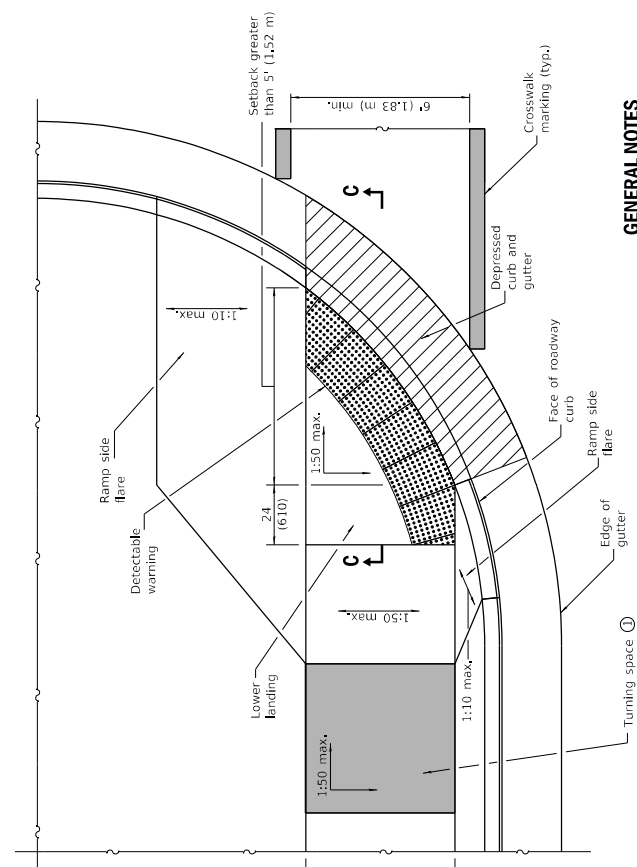 Setback greater
than 5' (1.52 m)
6' (1.83 m) min.
Crosswalk
marking (typ.)
GENERAL NOTES
C
Depressed
curb and
gutter
1:10 max.
Ramp side
flare
Detectable
warning
1:50 max.
24
(610)
Face of roadway
curb
Ramp side
flare
C
1:50 max.
Lower
landing
1:10 max.
Edge of
gutter
1:50 max.
Turning space ①